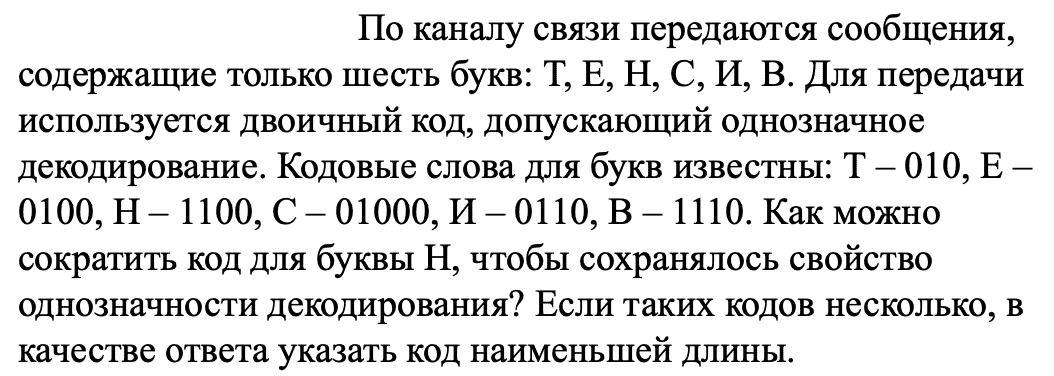 По каналу связи передаются сообщения,
содержащие только шесть букв: Т, Е, Н, С, И, В. Для передачи
используется двоичный код, допускающий однозначное
декодирование. Кодовые слова для букв известны: Т – 010, Е –
0100, Н – 1100, С – 01000, И – 0110, В – 1110. Как можно
сократить код для буквы Н, чтобы сохранялось свойство
однозначности декодирования? Если таких кодов несколько, в
качестве ответа указать код наименьшей длины.